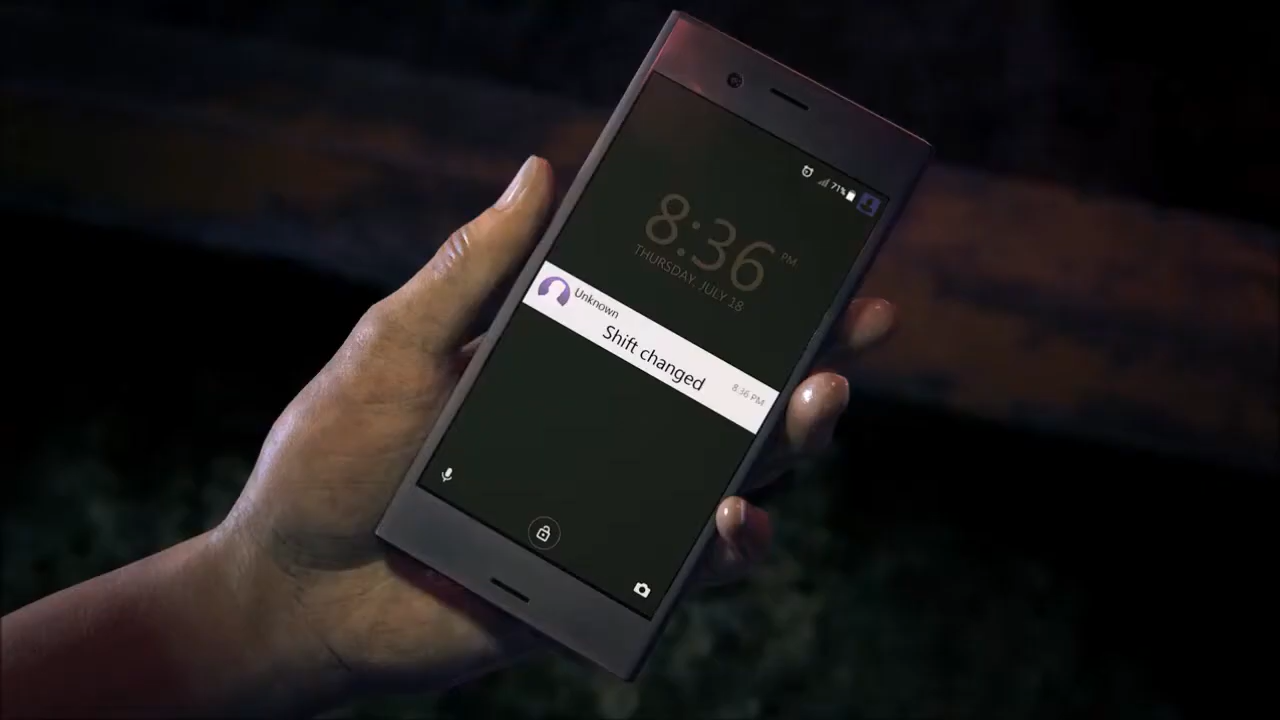 71%
8:36 PM
THURSDAY, JULY 18
Unknown
Shift changed
8:36 PM